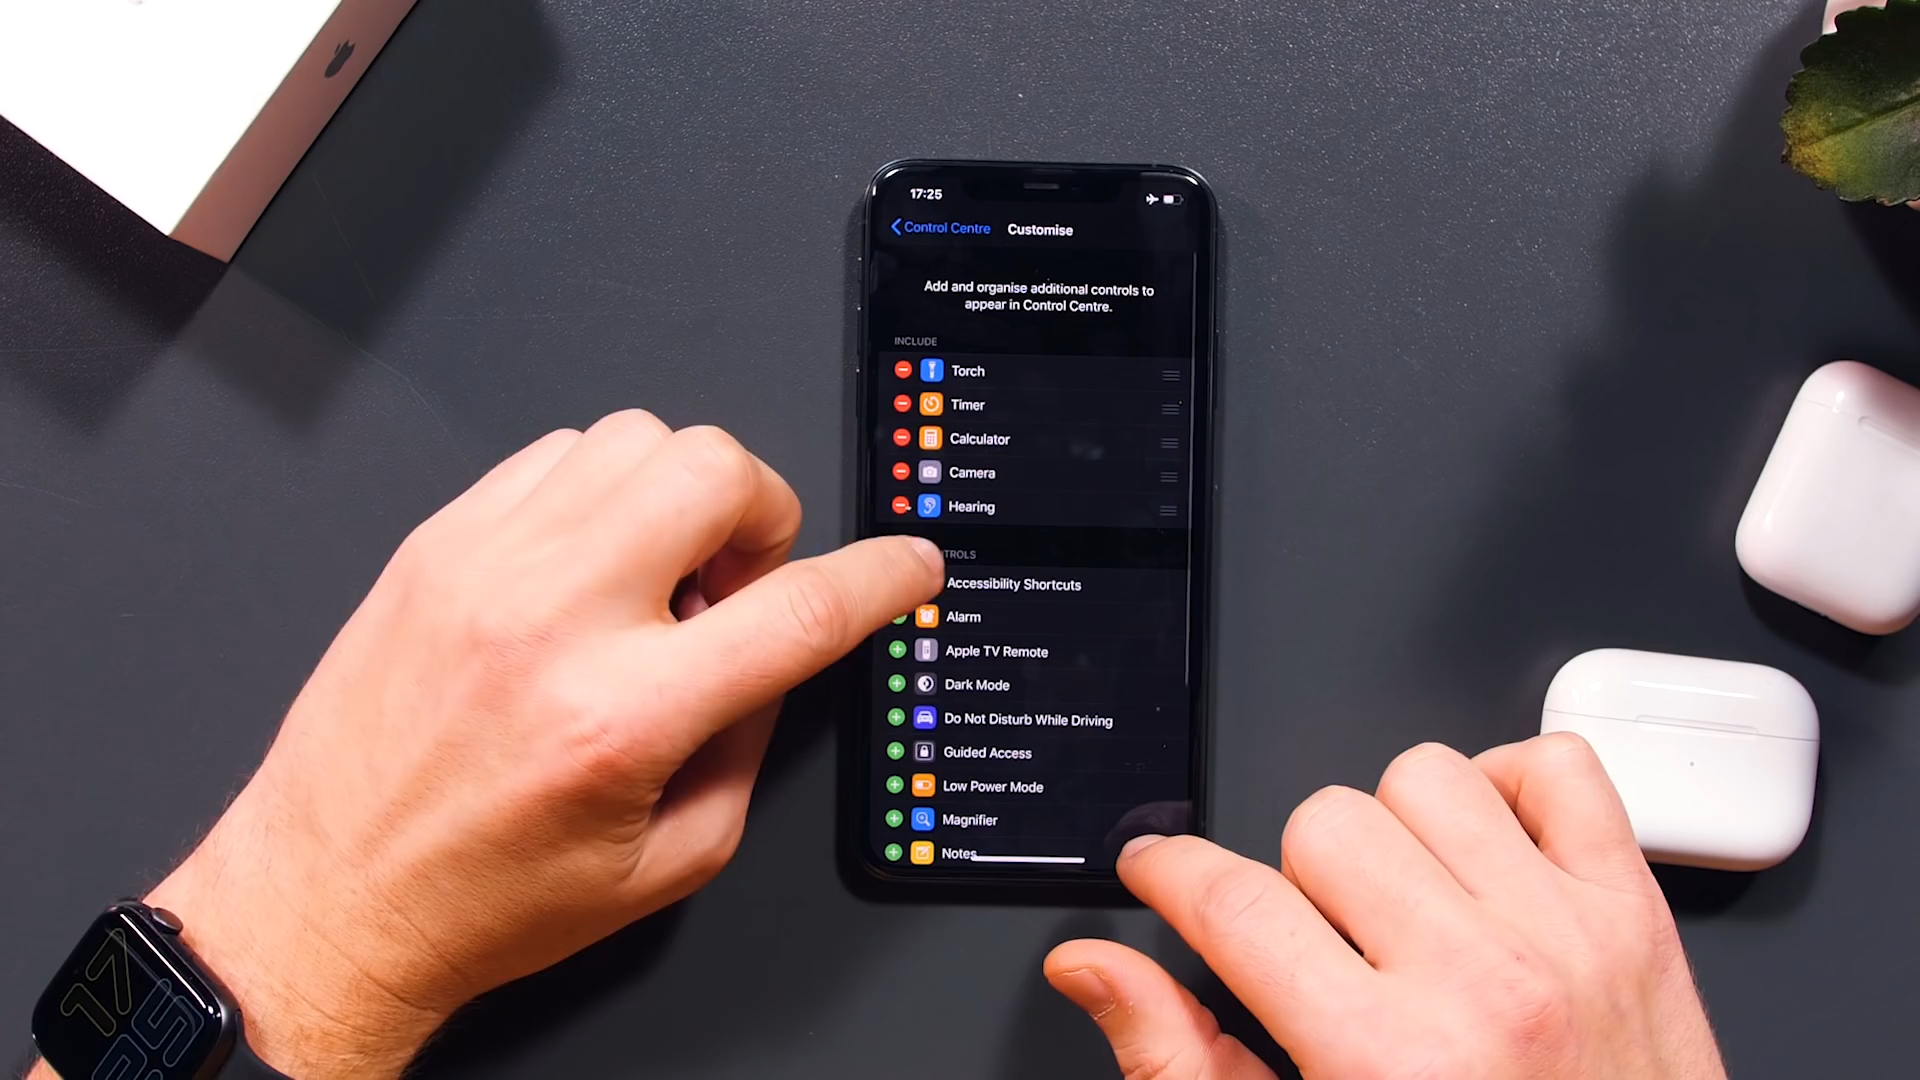 17:25
Control Centre
Customise
Add and organise additional controls to
appear in Control Centre.
INCLUDE
Torch
Timer
Calculator
Camera
Hearing
TROLS
Accessibility Shortcuts
Alarm
Apple TV Remote
Dark Mode
Do Not Disturb While Driving
Guided Access
Low Power Mode
Magnifier
Notes
17
25